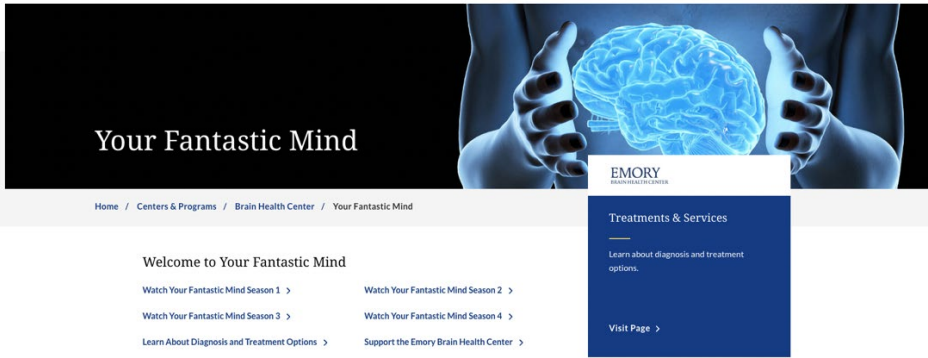 Your Fantastic Mind
EMORY
BRAIN HEALTH CENTER
Home / Centers & Programs / Brain Health Center / Your Fantastic Mind
Treatments & Services
Learn about diagnosis and treatment
options.
Visit Page >
Welcome to Your Fantastic Mind
Watch Your Fantastic Mind Season 1 >
Watch Your Fantastic Mind Season 2 >
Watch Your Fantastic Mind Season 3 >
Watch Your Fantastic Mind Season 4 >
Learn About Diagnosis and Treatment Options >
Support the Emory Brain Health Center >